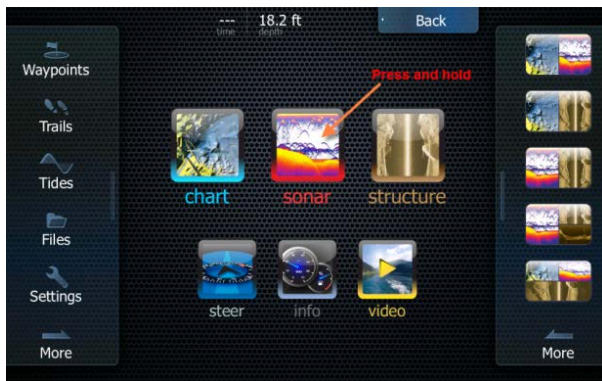 --- 18.2 ft
time depth
Back
Waypoints
Press and hold
Trails
chart sonar structure
Tides
Files
Settings
steer info video
More
More